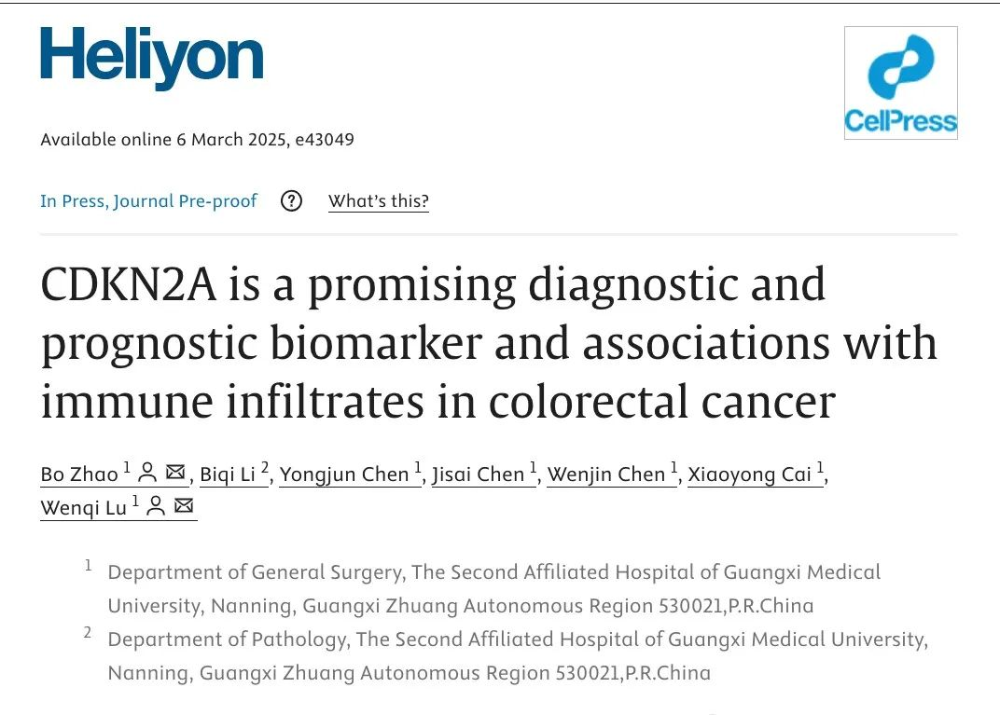 Heliyon
CellPress
Available online 6 March 2025, e43049
In Press, Journal Pre-proof ? What's this?
CDKN2A is a promising diagnostic and
prognostic biomarker and associations with
immune infiltrates in colorectal cancer
Bo Zhao 1 , Biqi Li 2, Yongjun Chen 1, Jisai Chen 1, Wenjin Chen 1, Xiaoyong Cai 1,
Wenqi Lu 1
1 Department of General Surgery, The Second Affiliated Hospital of Guangxi Medical
University, Nanning, Guangxi Zhuang Autonomous Region 530021,P.R.China
2 Department of Pathology, The Second Affiliated Hospital of Guangxi Medical University,
Nanning, Guangxi Zhuang Autonomous Region 530021,P.R.China